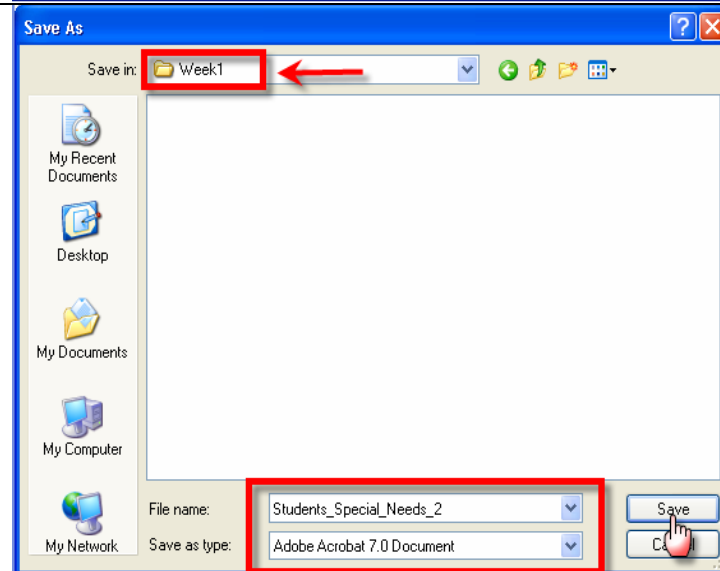 Save As
Save in: Week1
My Recent
Documents
Desktop
My Documents
My Computer
My Network
File name: Students_Special_Needs_2 Save
Save as type: Adobe Acrobat 7.0 Document